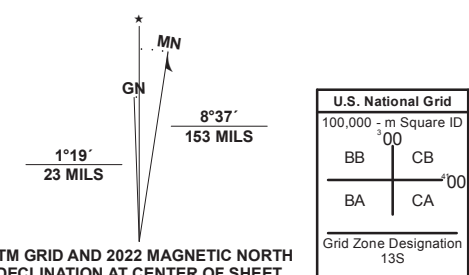 ★
MN
GN
8°37´
153 MILS
1°19´
23 MILS
TM GRID AND 2022 MAGNETIC NORTH
DECLINATION AT CENTER OF SHEET
U.S. National Grid
100,000 - m Square ID
³00
BB CB
⁴¹00
BA CA
Grid Zone Designation
13S